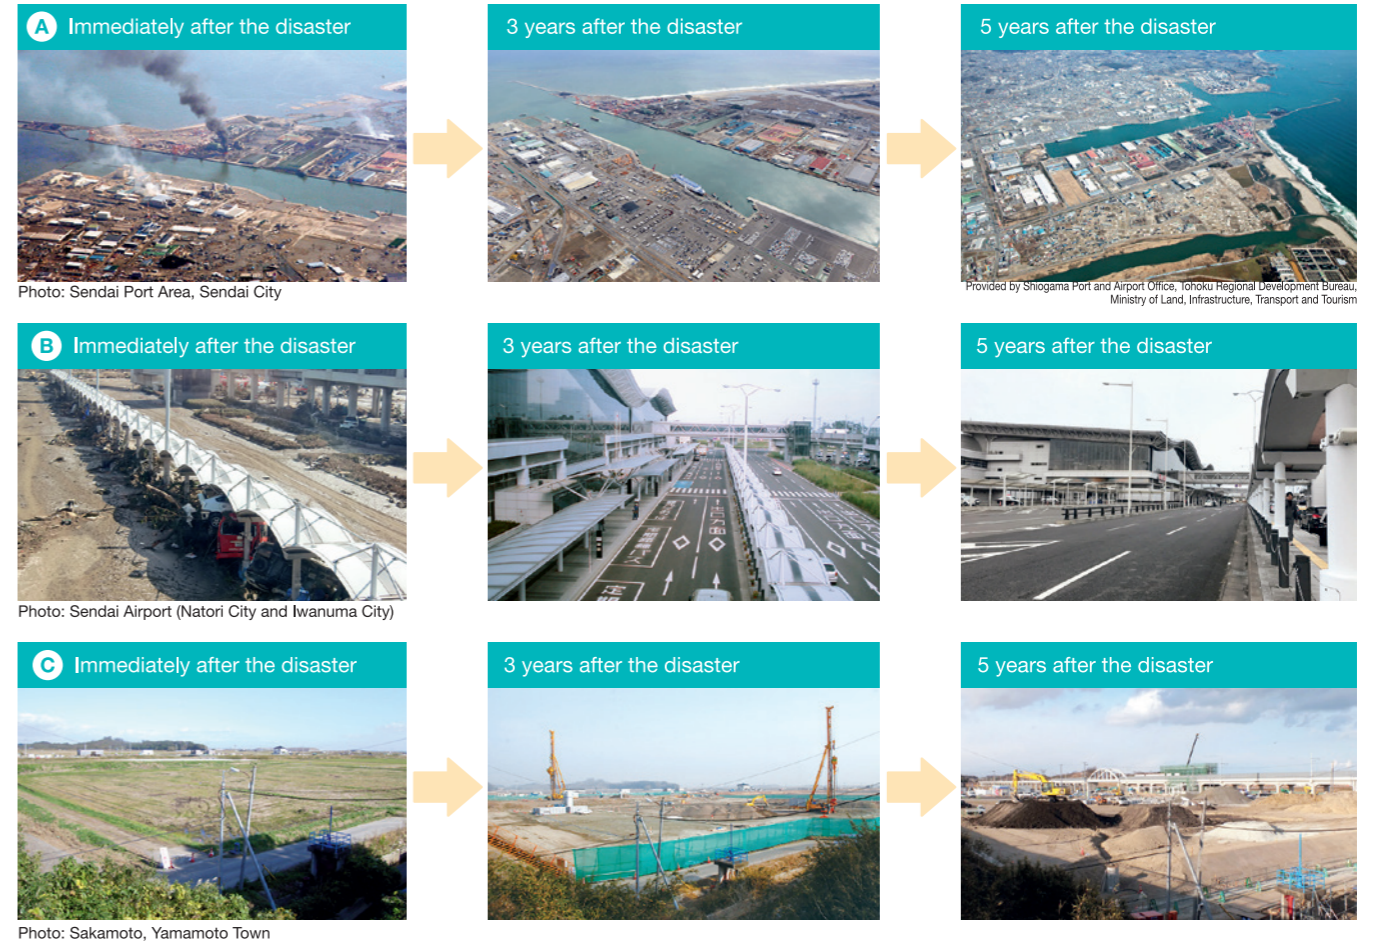 A Immediately after the disaster
3 years after the disaster
5 years after the disaster
Photo: Sendai Port Area, Sendai City
Provided by Shiogama Port and Airport Office, Tohoku Regional Development Bureau,
Ministry of Land, Infrastructure, Transport and Tourism
B Immediately after the disaster
3 years after the disaster
5 years after the disaster
Photo: Sendai Airport (Natori City and Iwanuma City)
C Immediately after the disaster
3 years after the disaster
5 years after the disaster
Photo: Sakamoto, Yamamoto Town